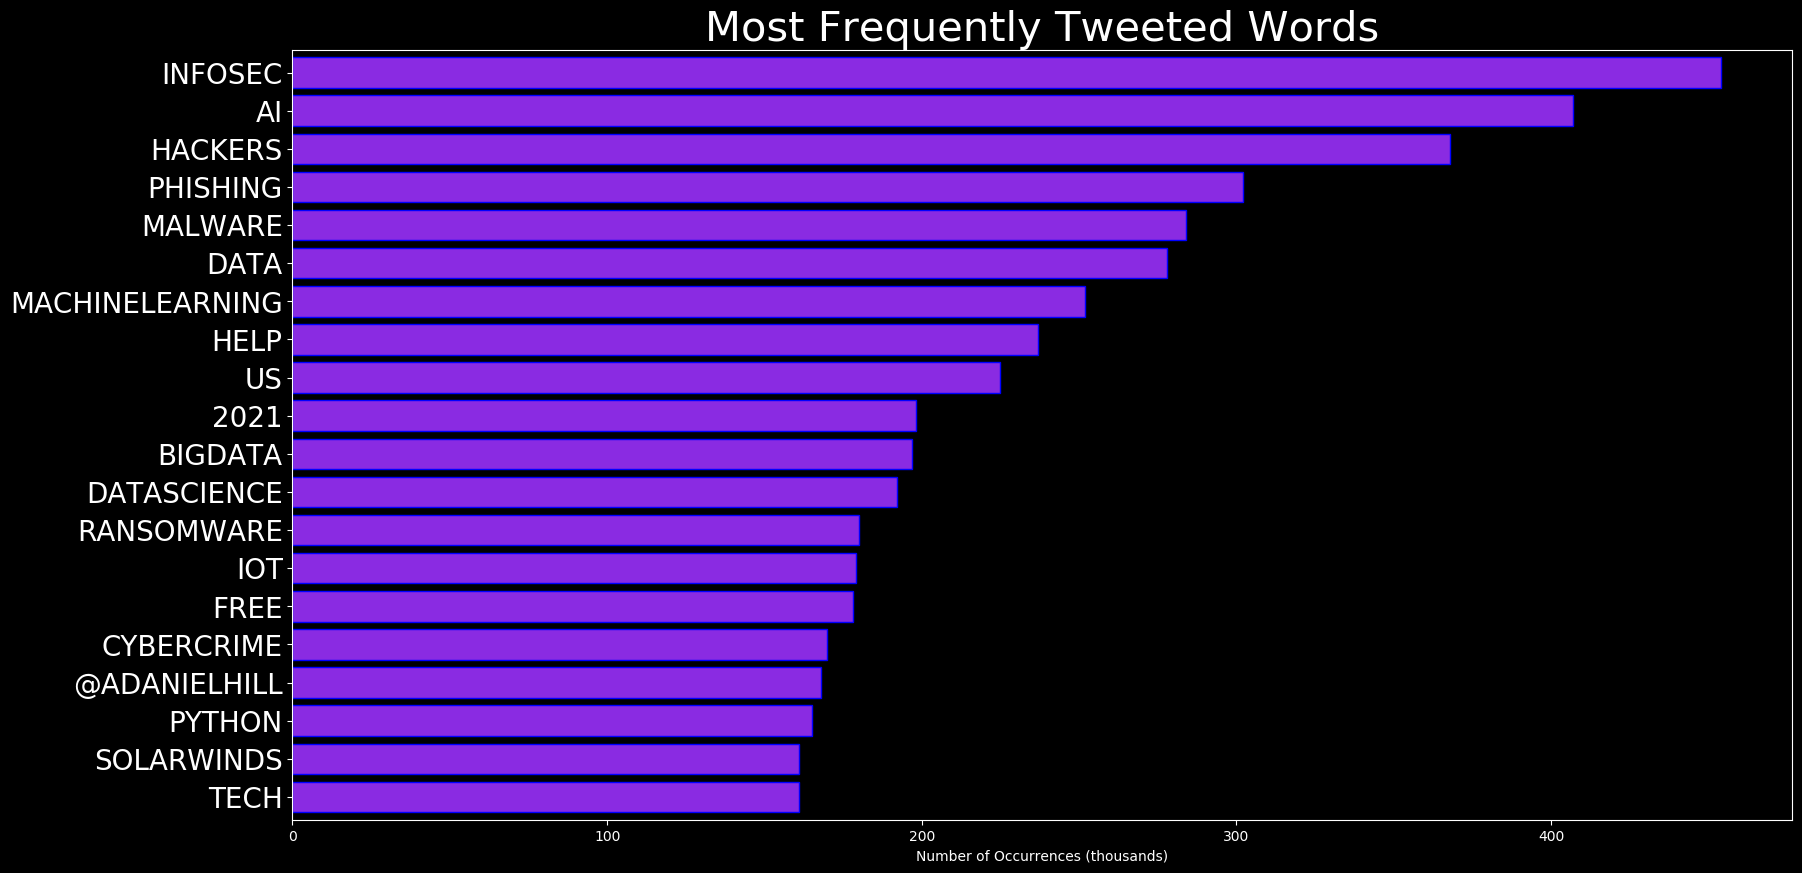 Most Frequently Tweeted Words
INFOSEC
AI
HACKERS
PHISHING
MALWARE
DATA
MACHINELEARNING
HELP
US
2021
BIGDATA
DATASCIENCE
RANSOMWARE
IOT
FREE
CYBERCRIME
@ADANIELHILL
PYTHON
SOLARWINDS
TECH
0 100 200 300 400
Number of Occurrences (thousands)